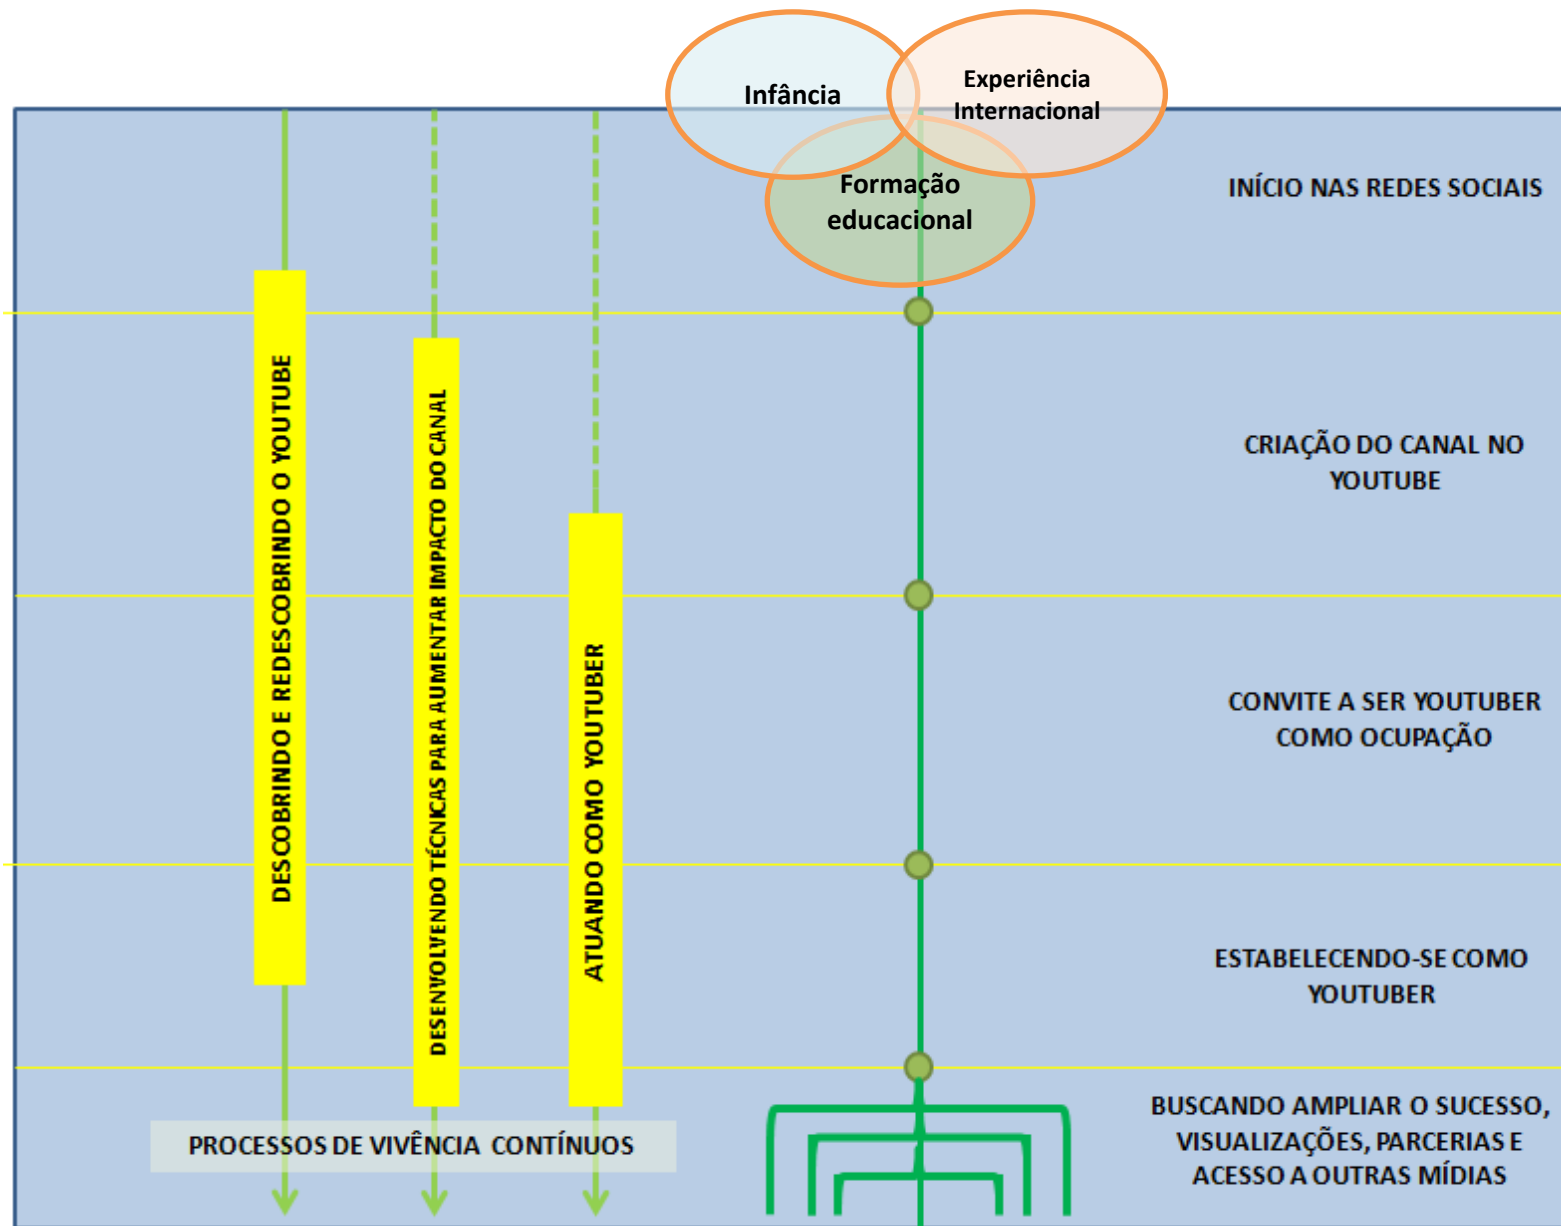 Infância
Experiência
Internacional
Formação
educacional
INÍCIO NAS REDES SOCIAIS
DESCOBRINDO E REDESCOBRINDO O YOUTUBE
DESENVOLVENDO TÉCNICAS PARA AUMENTAR IMPACTO DO CANAL
ATUANDO COMO YOUTUBER
CRIAÇÃO DO CANAL NO
YOUTUBE
CONVITE A SER YOUTUBER
COMO OCUPAÇÃO
ESTABELECENDO-SE COMO
YOUTUBER
BUSCANDO AMPLIAR O SUCESSO,
VISUALIZAÇÕES, PARCERIAS E
ACESSO A OUTRAS MÍDIAS
PROCESSOS DE VIVÊNCIA CONTÍNUOS